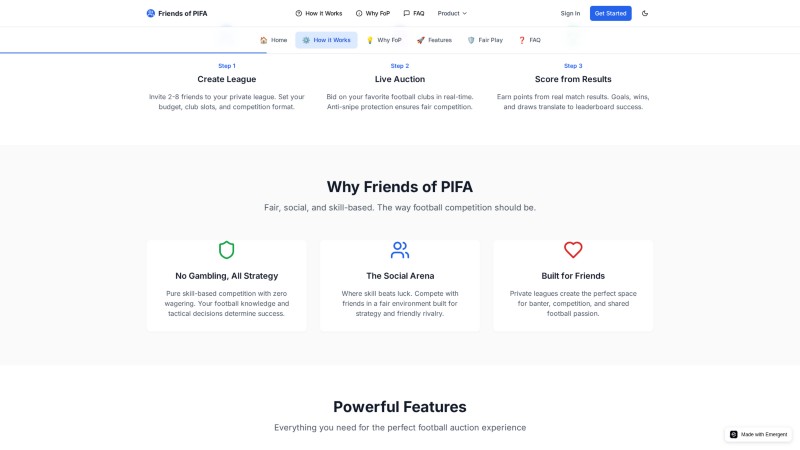 Friends of PIFA
How it Works
Why FoP
FAQ
Product
Sign In
Get Started
Home
How it Works
Why FoP
Features
Fair Play
FAQ
Step 1
Create League
Invite 2-8 friends to your private league. Set your
budget, club slots, and competition format.
Step 2
Live Auction
Bid on your favorite football clubs in real-time.
Anti-snipe protection ensures fair competition.
Step 3
Score from Results
Earn points from real match results. Goals, wins,
and draws translate to leaderboard success.
Why Friends of PIFA
Fair, social, and skill-based. The way football competition should be.
No Gambling, All Strategy
Pure skill-based competition with zero
wagering. Your football knowledge and
tactical decisions determine success.
The Social Arena
Where skill beats luck. Compete with
friends in a fair environment built for
strategy and friendly rivalry.
Built for Friends
Private leagues create the perfect space
for banter, competition, and shared
football passion.
Powerful Features
Everything you need for the perfect football auction experience
Made with Emergent